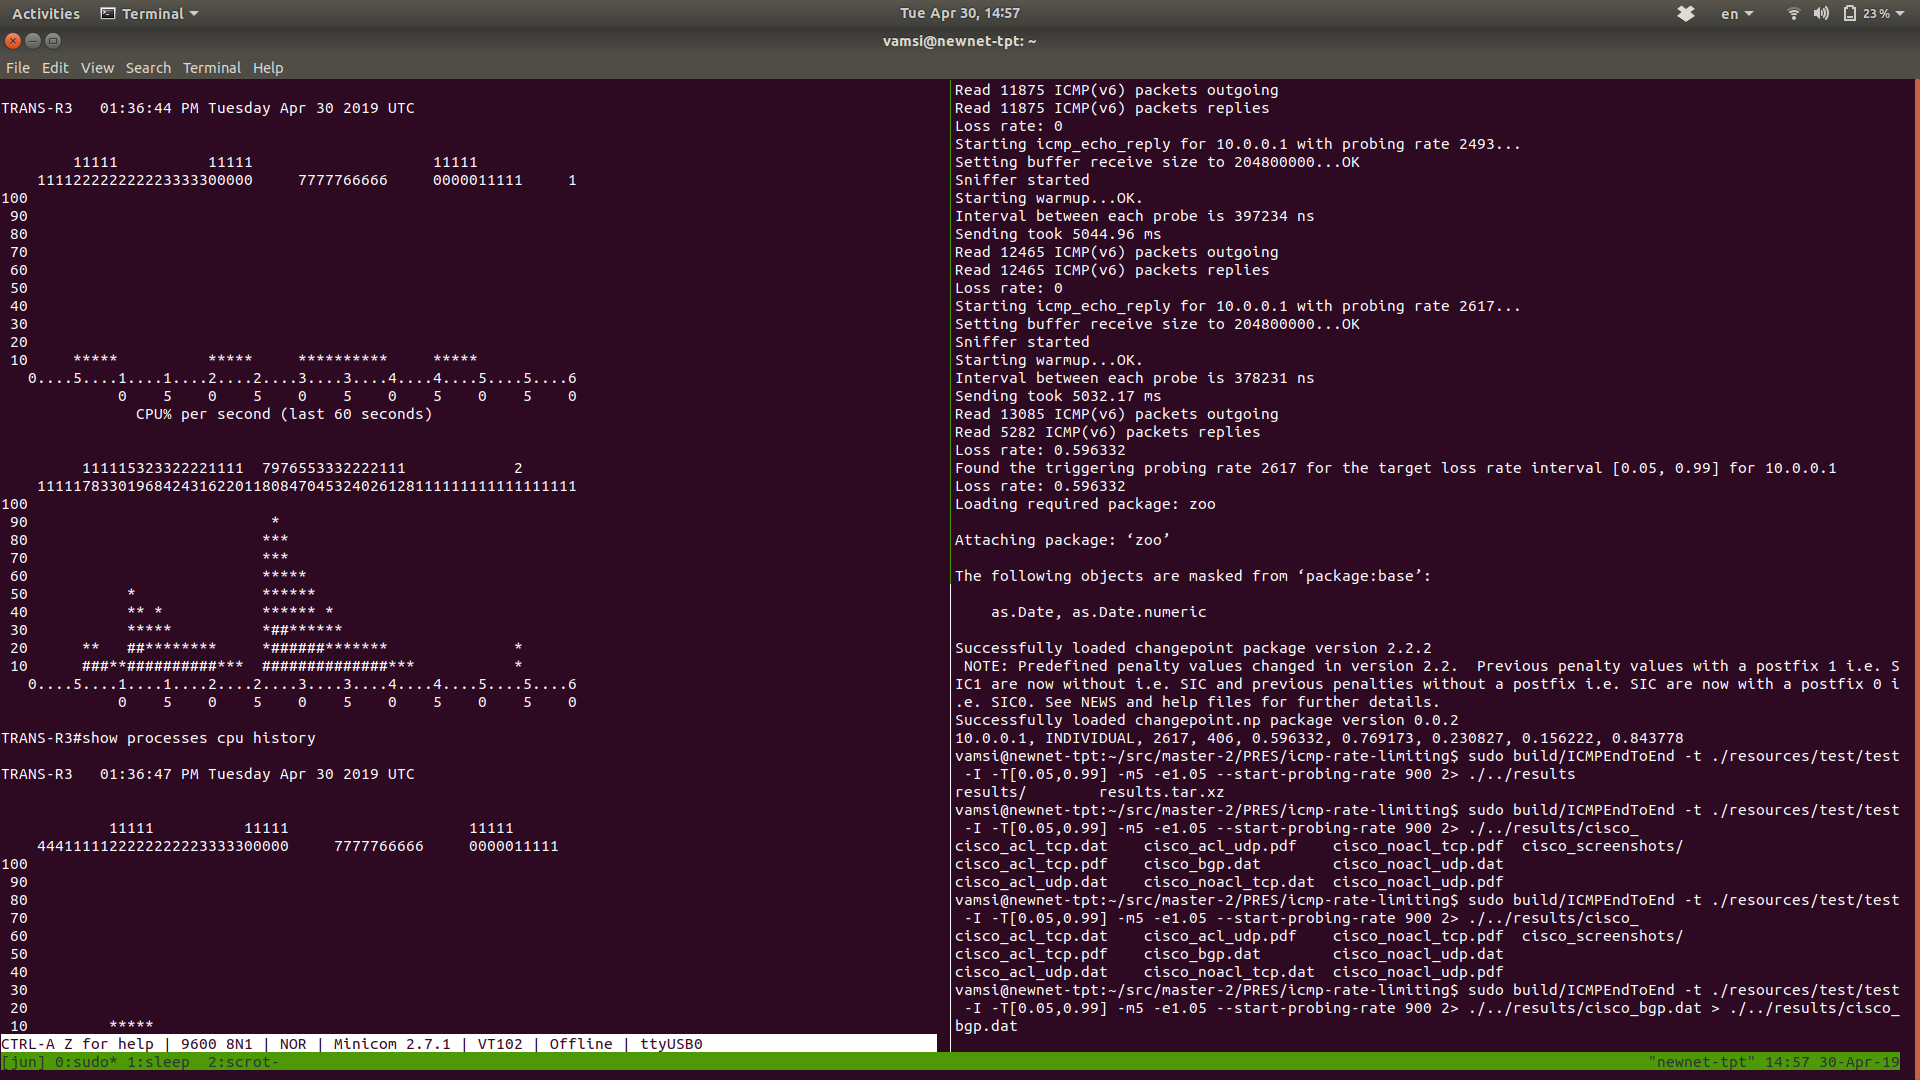 Activities   Terminal   Tue Apr 30, 14:57   en   23 %
vamsi@newnet-tpt: ~
File  Edit  View  Search  Terminal  Help
TRANS-R3   01:36:44 PM Tuesday Apr 30 2019 UTC
        11111          11111                    11111
    111122222222223333300000     7777766666     0000011111     1
100
 90
 80
 70
 60
 50
 40
 30
 20
 10     *****          *****     **********     *****
   0....5....1....1....2....2....3....3....4....4....5....5....6
             0    5    0    5    0    5    0    5    0    5    0
               CPU% per second (last 60 seconds)
         111115323322221111  7976553332222111            2
    111117833019684243162201180847045324026128111111111111111111
100
 90                           *
 80                          ***
 70                          ***
 60                          *****
 50           *              ******
 40           ** *           ****** *
 30           *****          *##******
 20      **   ##********     *######*******              *
 10      ###**##########***  ##############***           *
   0....5....1....1....2....2....3....3....4....4....5....5....6
             0    5    0    5    0    5    0    5    0    5    0
TRANS-R3#show processes cpu history
TRANS-R3   01:36:47 PM Tuesday Apr 30 2019 UTC
            11111          11111                    11111
    4441111122222222223333300000     7777766666     0000011111
100
 90
 80
 70
 60
 50
 40
 30
 20
 10         *****
CTRL-A Z for help | 9600 8N1 | NOR | Minicom 2.7.1 | VT102 | Offline | ttyUSB0
Read 11875 ICMP(v6) packets outgoing
Read 11875 ICMP(v6) packets replies
Loss rate: 0
Starting icmp_echo_reply for 10.0.0.1 with probing rate 2493...
Setting buffer receive size to 204800000...OK
Sniffer started
Starting warmup...OK.
Interval between each probe is 397234 ns
Sending took 5044.96 ms
Read 12465 ICMP(v6) packets outgoing
Read 12465 ICMP(v6) packets replies
Loss rate: 0
Starting icmp_echo_reply for 10.0.0.1 with probing rate 2617...
Setting buffer receive size to 204800000...OK
Sniffer started
Starting warmup...OK.
Interval between each probe is 378231 ns
Sending took 5032.17 ms
Read 13085 ICMP(v6) packets outgoing
Read 5282 ICMP(v6) packets replies
Loss rate: 0.596332
Found the triggering probing rate 2617 for the target loss rate interval [0.05, 0.99] for 10.0.0.1
Loss rate: 0.596332
Loading required package: zoo
Attaching package: ‘zoo’
The following objects are masked from ‘package:base’:
    as.Date, as.Date.numeric
Successfully loaded changepoint package version 2.2.2
 NOTE: Predefined penalty values changed in version 2.2.  Previous penalty values with a postfix 1 i.e. S
IC1 are now without i.e. SIC and previous penalties without a postfix i.e. SIC are now with a postfix 0 i
.e. SIC0. See NEWS and help files for further details.
Successfully loaded changepoint.np package version 0.0.2
10.0.0.1, INDIVIDUAL, 2617, 406, 0.596332, 0.769173, 0.230827, 0.156222, 0.843778
vamsi@newnet-tpt:~/src/master-2/PRES/icmp-rate-limiting$ sudo build/ICMPEndToEnd -t ./resources/test/test
 -I -T[0.05,0.99] -m5 -e1.05 --start-probing-rate 900 2> ./../results
results/        results.tar.xz
vamsi@newnet-tpt:~/src/master-2/PRES/icmp-rate-limiting$ sudo build/ICMPEndToEnd -t ./resources/test/test
 -I -T[0.05,0.99] -m5 -e1.05 --start-probing-rate 900 2> ./../results/cisco_
cisco_acl_tcp.dat    cisco_acl_udp.pdf    cisco_noacl_tcp.pdf  cisco_screenshots/
cisco_acl_tcp.pdf    cisco_bgp.dat        cisco_noacl_udp.dat
cisco_acl_udp.dat    cisco_noacl_tcp.dat  cisco_noacl_udp.pdf
vamsi@newnet-tpt:~/src/master-2/PRES/icmp-rate-limiting$ sudo build/ICMPEndToEnd -t ./resources/test/test
 -I -T[0.05,0.99] -m5 -e1.05 --start-probing-rate 900 2> ./../results/cisco_
cisco_acl_tcp.dat    cisco_acl_udp.pdf    cisco_noacl_tcp.pdf  cisco_screenshots/
cisco_acl_tcp.pdf    cisco_bgp.dat        cisco_noacl_udp.dat
cisco_acl_udp.dat    cisco_noacl_tcp.dat  cisco_noacl_udp.pdf
vamsi@newnet-tpt:~/src/master-2/PRES/icmp-rate-limiting$ sudo build/ICMPEndToEnd -t ./resources/test/test
 -I -T[0.05,0.99] -m5 -e1.05 --start-probing-rate 900 2> ./../results/cisco_bgp.dat > ./../results/cisco_
bgp.dat
[jun] 0:sudo* 1:sleep  2:scrot-   "newnet-tpt" 14:57 30-Apr-19